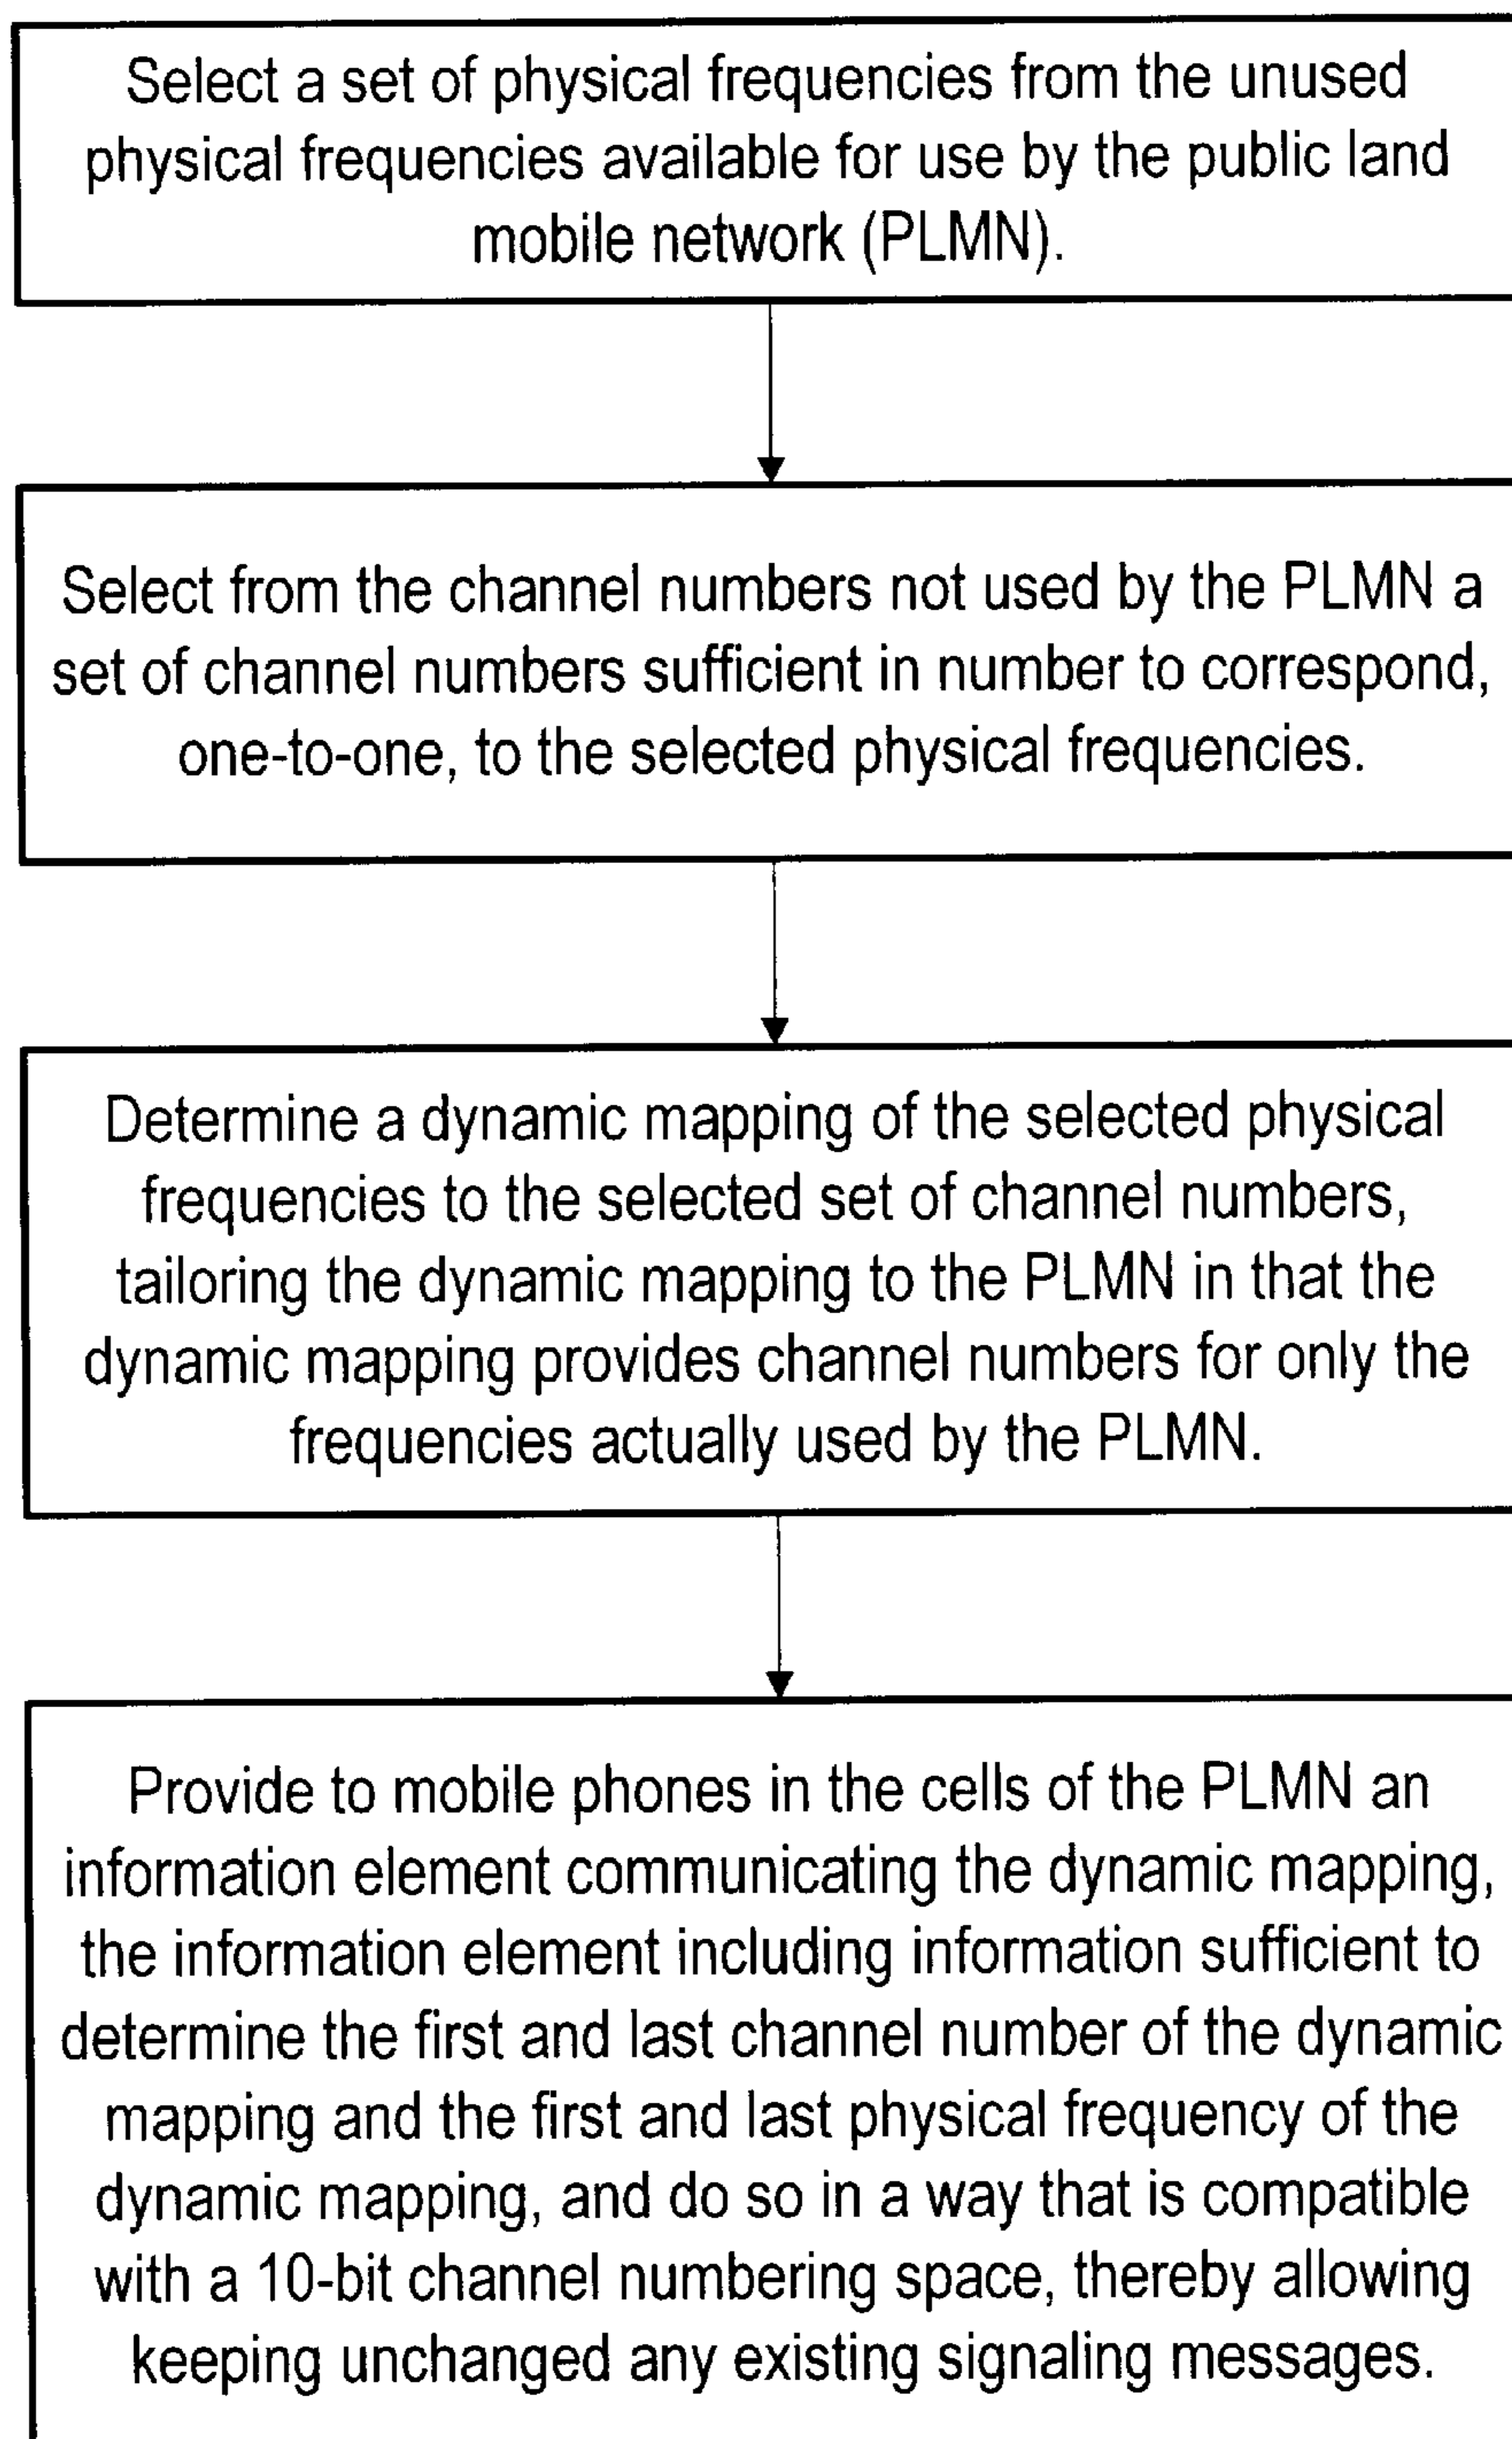 Select a set of physical frequencies from the unused
physical frequencies available for use by the public land
mobile network (PLMN).
Select from the channel numbers not used by the PLMN a
set of channel numbers sufficient in number to correspond,
one-to-one, to the selected physical frequencies.
Determine a dynamic mapping of the selected physical
frequencies to the selected set of channel numbers,
tailoring the dynamic mapping to the PLMN in that the
dynamic mapping provides channel numbers for only the
frequencies actually used by the PLMN.
Provide to mobile phones in the cells of the PLMN an
information element communicating the dynamic mapping,
the information element including information sufficient to
determine the first and last channel number of the dynamic
mapping and the first and last physical frequency of the
dynamic mapping, and do so in a way that is compatible
with a 10-bit channel numbering space, thereby allowing
keeping unchanged any existing signaling messages.